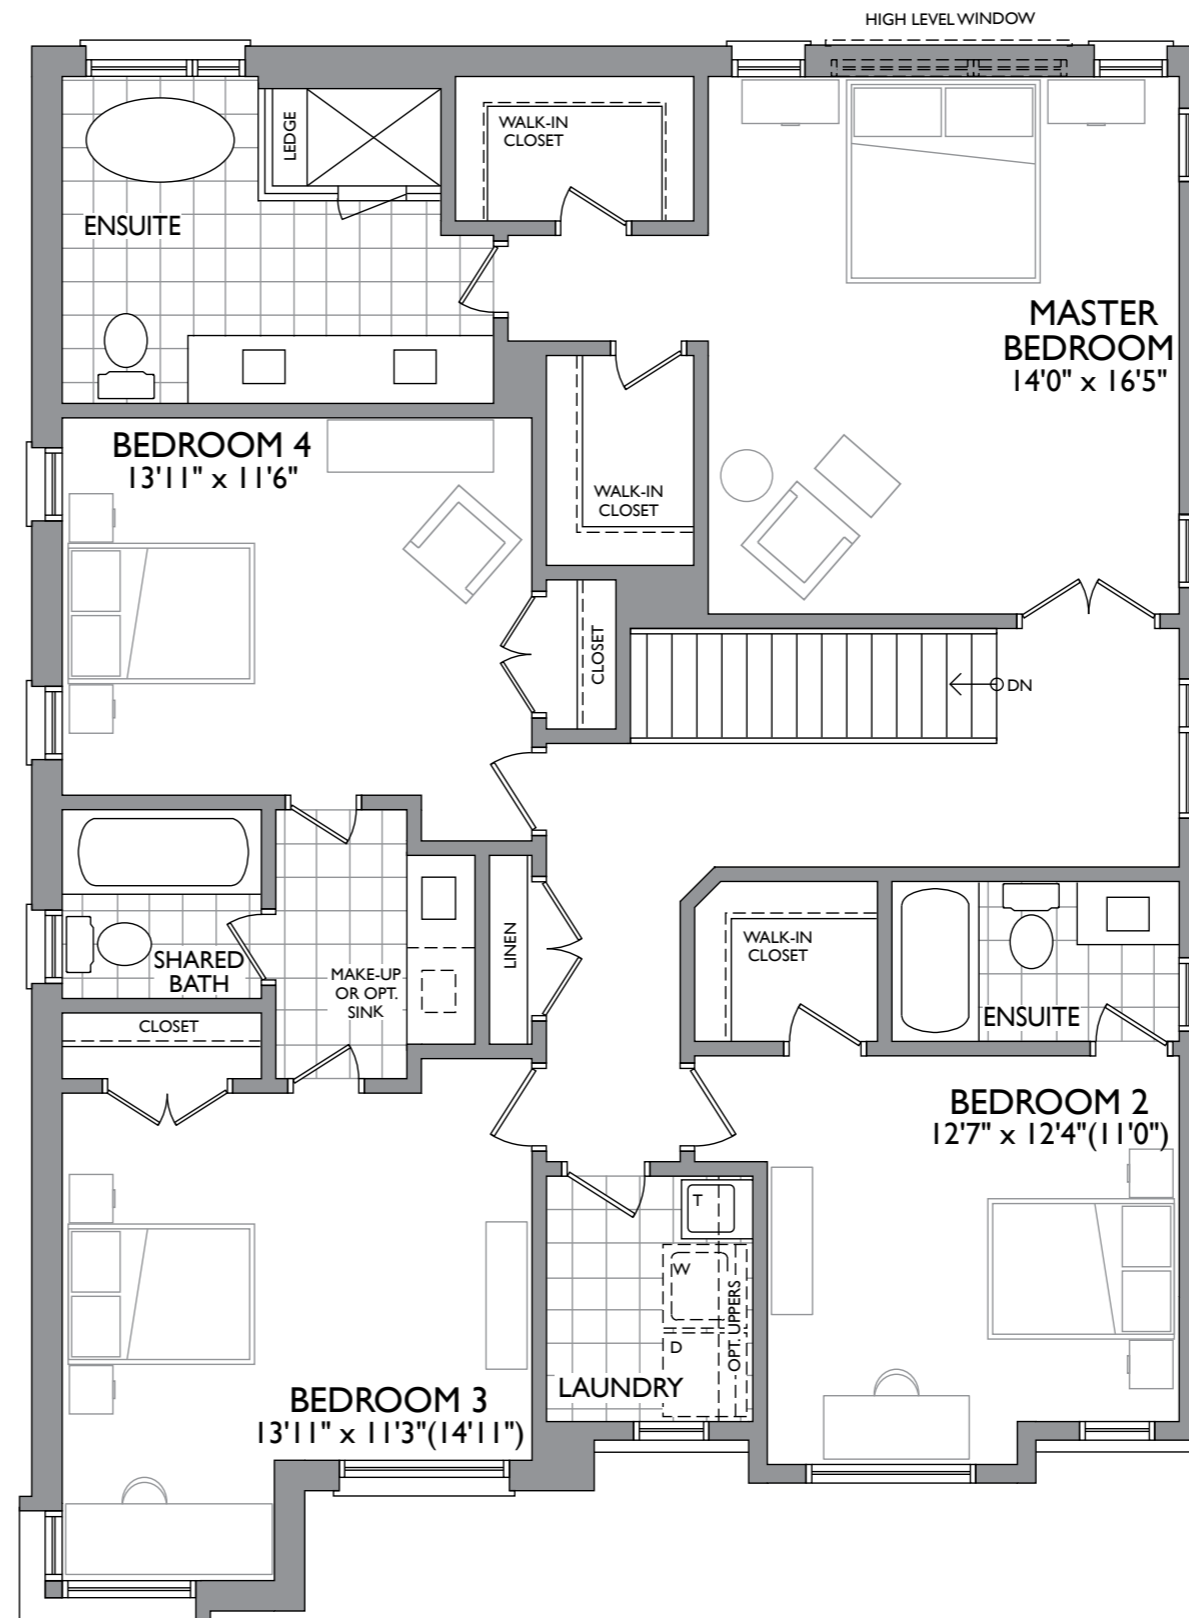 HIGH LEVEL WINDOW
LEDGE
WALK-IN
CLOSET
ENSUITE
MASTER
BEDROOM
14'0" x 16'5"
BEDROOM 4
13'11" x 11'6"
WALK-IN
CLOSET
CLOSET
DN
SHARED
BATH
MAKE-UP
OR OPT.
SINK
LINEN
WALK-IN
CLOSET
ENSUITE
CLOSET
BEDROOM 2
12'7" x 12'4"(11'0")
T
W
D
OPT. UPPERS
LAUNDRY
BEDROOM 3
13'11" x 11'3"(14'11")